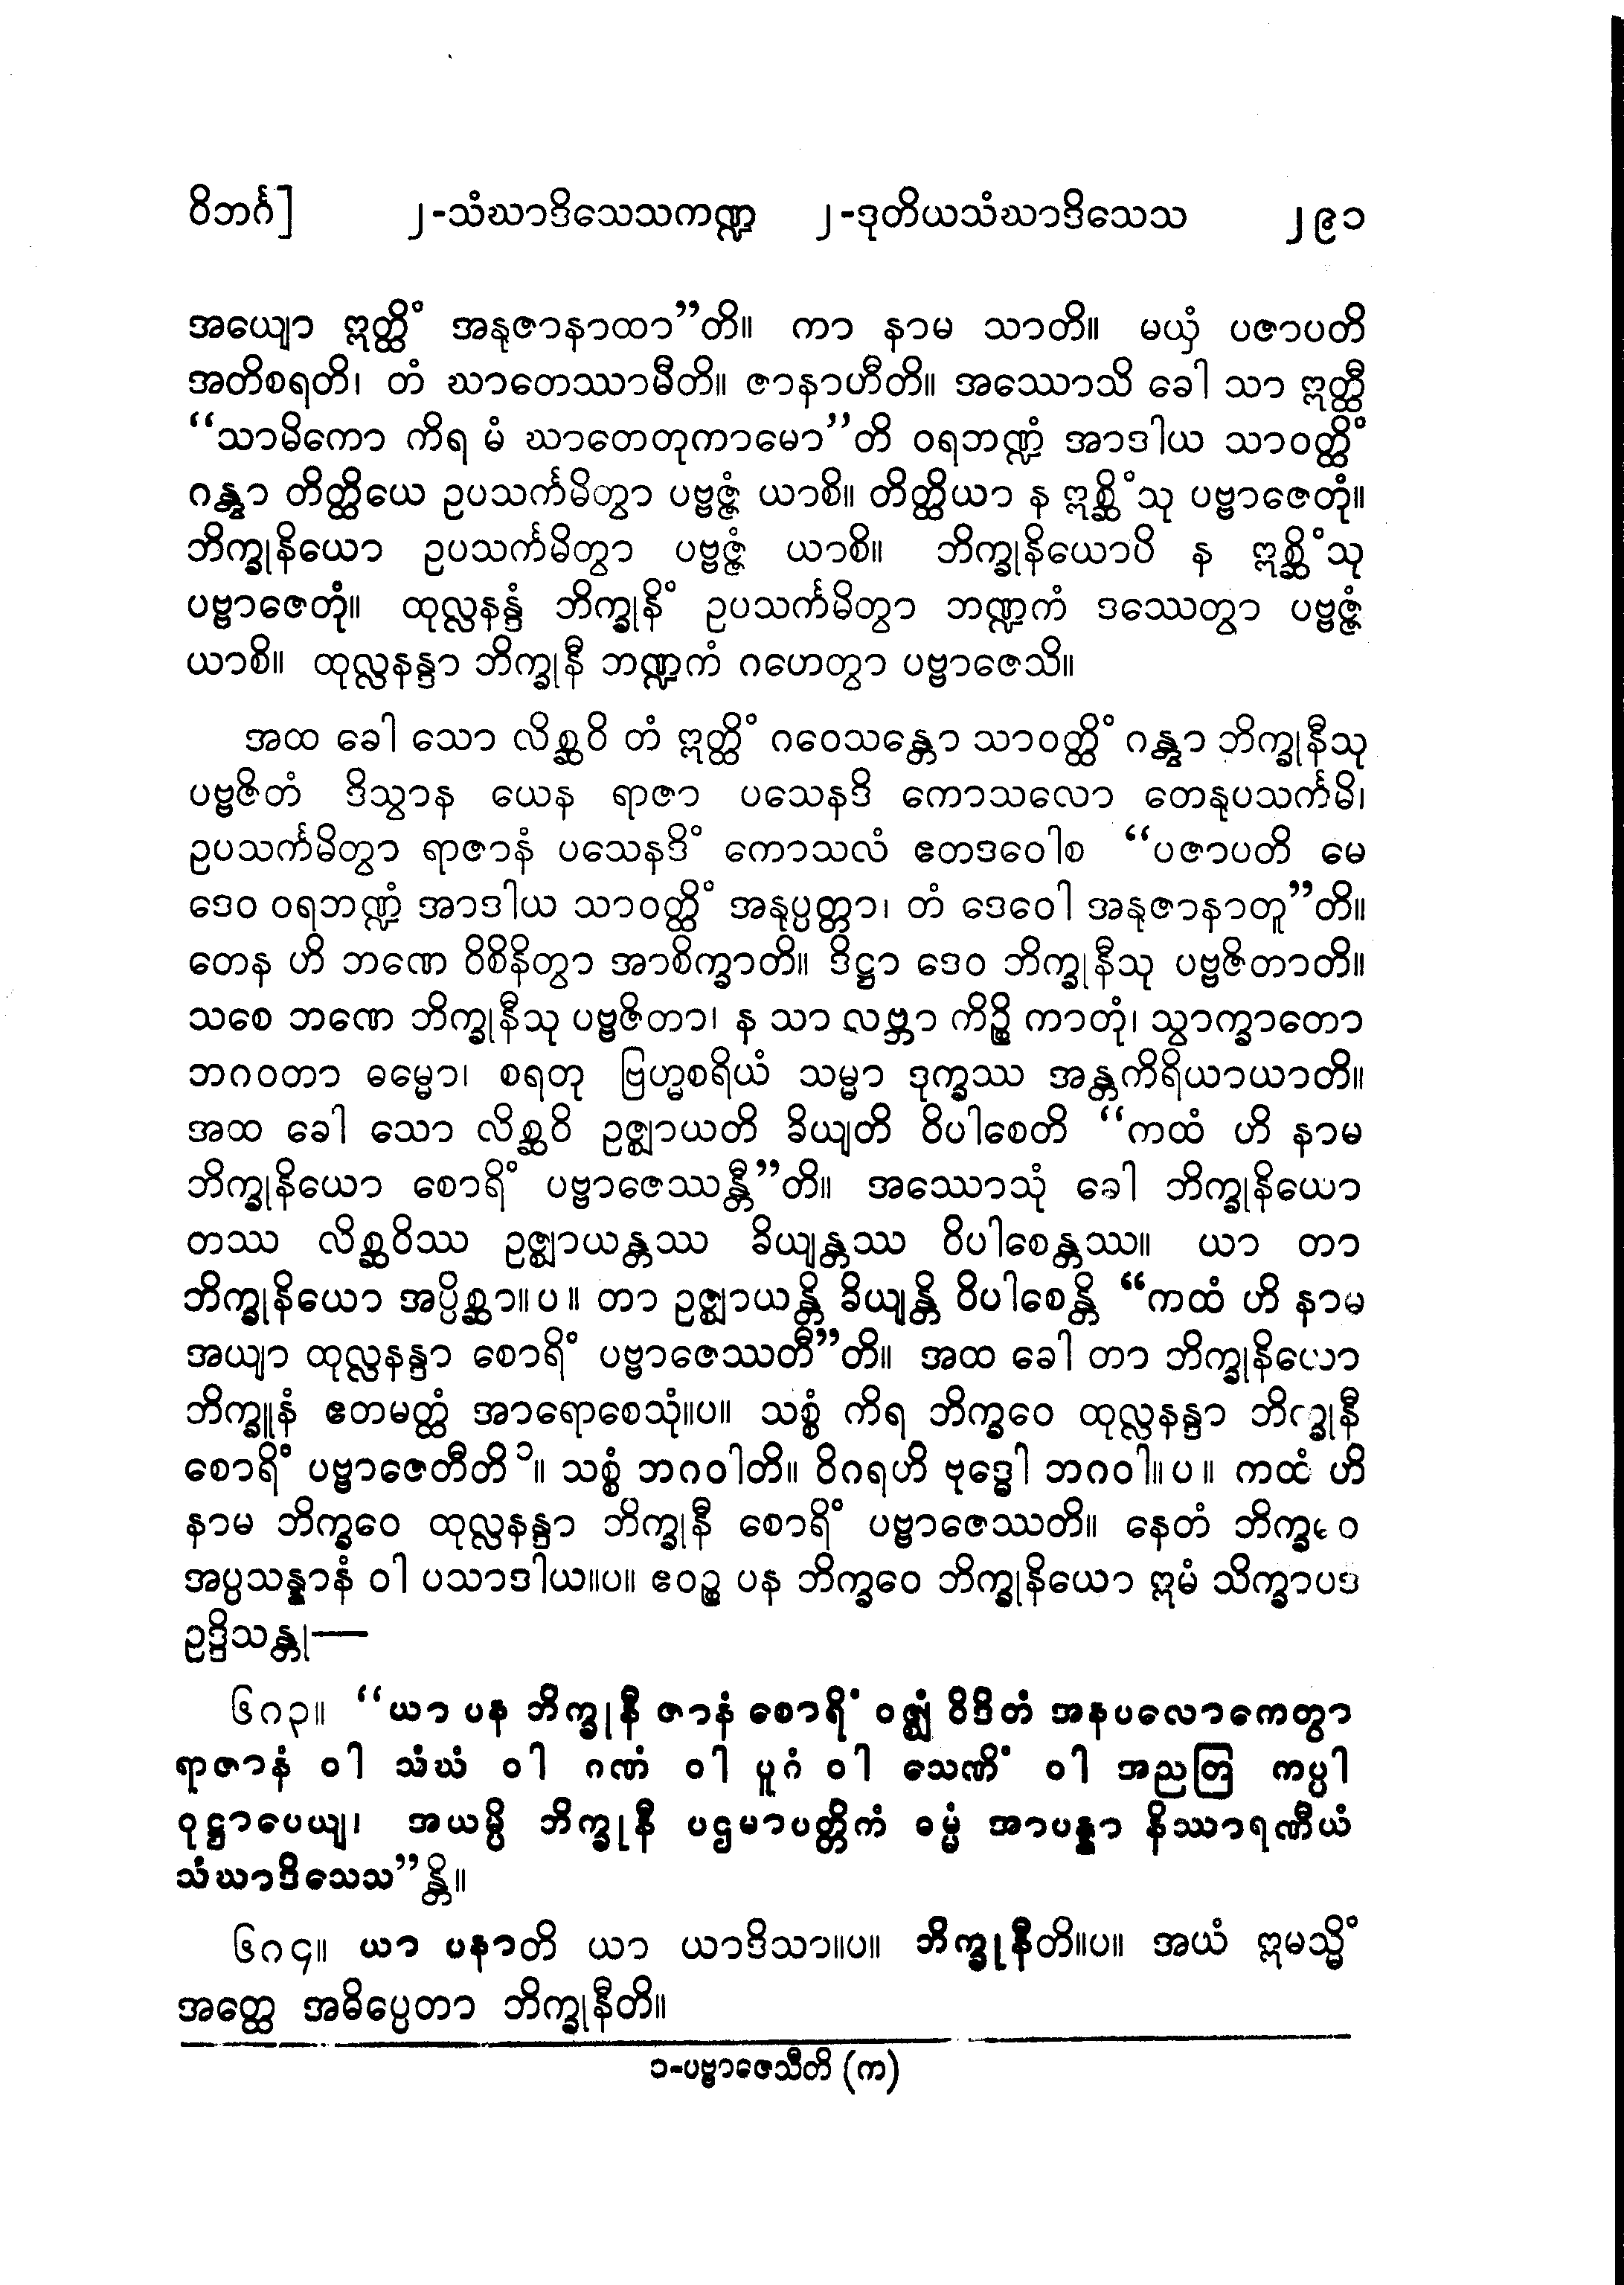 ဝိဘင်္ဂ] ၂-သံဃာဒိသေသကဏ္ဍ ၂-ဒုတိယသံဃာဒိသေသ ၂၉၁
အယျော ဣတ္ထိံ အနုဇာနာထာ”တိ။ ကာ နာမ သာတိ။ မယှံ ပဇာပတိ
အတိစရတိ၊ တံ ဃာတေဿာမီတိ။ ဇာနာဟီတိ။ အဿောသိ ခေါ သာ ဣတ္ထီ
“သာမိကော ကိရ မံ ဃာတေတုကာမော”တိ ဝရဘဏ္ဍံ အာဒါယ သာဝတ္ထိံ
ဂန္တွာ တိတ္ထိယေ ဥပသင်္ကမိတွာ ပဗ္ဗဇ္ဇံ ယာစိ။ တိတ္ထိယာ န ဣစ္ဆိံသု ပဗ္ဗာဇေတုံ။
ဘိက္ခုနိယော ဥပသင်္ကမိတွာ ပဗ္ဗဇ္ဇံ ယာစိ။ ဘိက္ခုနိယောပိ န ဣစ္ဆိံသု
ပဗ္ဗာဇေတုံ။ ထုလ္လနန္ဒံ ဘိက္ခုနိံ ဥပသင်္ကမိတွာ ဘဏ္ဍကံ ဒဿေတွာ ပဗ္ဗဇ္ဇံ
ယာစိ။ ထုလ္လနန္ဒာ ဘိက္ခုနီ ဘဏ္ဍကံ ဂဟေတွာ ပဗ္ဗာဇေသိ။
အထ ခေါ သော လိစ္ဆဝိ တံ ဣတ္ထိံ ဂဝေသန္တော သာဝတ္ထိံ ဂန္တွာ ဘိက္ခုနီသု
ပဗ္ဗဇိတံ ဒိသွာန ယေန ရာဇာ ပသေနဒိ ကောသလော တေနုပသင်္ကမိ၊
ဥပသင်္ကမိတွာ ရာဇာနံ ပသေနဒိံ ကောသလံ ဧတဒဝေါစ “ပဇာပတိ မေ
ဒေဝ ဝရဘဏ္ဍံ အာဒါယ သာဝတ္ထိံ အနုပ္ပတ္တာ၊ တံ ဒေဝေါ အနုဇာနာတူ”တိ။
တေန ဟိ ဘဏေ ဝိစိနိတွာ အာစိက္ခာတိ။ ဒိဋ္ဌာ ဒေဝ ဘိက္ခုနီသု ပဗ္ဗဇိတာတိ။
သစေ ဘဏေ ဘိက္ခုနီသု ပဗ္ဗဇိတာ၊ န သာ လဗ္ဘာ ကိဉ္စိ ကာတုံ၊ သွာက္ခာတော
ဘဂဝတာ ဓမ္မော၊ စရတု ဗြဟ္မစရိယံ သမ္မာ ဒုက္ခဿ အန္တကိရိယာယာတိ။
အထ ခေါ သော လိစ္ဆဝိ ဥဇ္ဈာယတိ ခိယျတိ ဝိပါစေတိ “ကထံ ဟိ နာမ
ဘိက္ခုနိယော စောရိံ ပဗ္ဗာဇေဿန္တီ”တိ။ အဿောသုံ ခေါ ဘိက္ခုနိယော
တဿ လိစ္ဆဝိဿ ဥဇ္ဈာယန္တဿ ခိယျန္တဿ ဝိပါစေန္တဿ။ ယာ တာ
ဘိက္ခုနိယော အပ္ပိစ္ဆာ။ပ။ တာ ဥဇ္ဈာယန္တိ ခိယျန္တိ ဝိပါစေန္တိ “ကထံ ဟိ နာမ
အယျာ ထုလ္လနန္ဒာ စောရိံ ပဗ္ဗာဇေဿတီ”တိ။ အထ ခေါ တာ ဘိက္ခုနိယော
ဘိက္ခူနံ ဧတမတ္ထံ အာရောစေသုံ။ပ။ သစ္စံ ကိရ ဘိက္ခဝေ ထုလ္လနန္ဒာ ဘိက္ခုနီ
စောရိံ ပဗ္ဗာဇေတီတိ ၁။ သစ္စံ ဘဂဝါတိ။ ဝိဂရဟိ ဗုဒ္ဓေါ ဘဂဝါ။ပ။ ကထံ ဟိ
နာမ ဘိက္ခဝေ ထုလ္လနန္ဒာ ဘိက္ခုနီ စောရိံ ပဗ္ဗာဇေဿတိ။ နေတံ ဘိက္ခဝေ
အပ္ပသန္နာနံ ဝါ ပသာဒါယ။ပ။ ဧဝဉ္စ ပန ဘိက္ခဝေ ဘိက္ခုနိယော ဣမံ သိက္ခာပဒ
ဥဒ္ဒိသန္တု—
၆၈၃။ “ယာ ပန ဘိက္ခုနီ ဇာနံ စောရိံ ဝဇ္ဈံ ဝိဒိတံ အနပလောကေတွာ
ရာဇာနံ ဝါ သံဃံ ဝါ ဂဏံ ဝါ ပူဂံ ဝါ သေဏိံ ဝါ အညတြ ကပ္ပါ
ဝုဋ္ဌာပေယျ၊ အယမ္ပိ ဘိက္ခုနီ ပဌမာပတ္တိကံ ဓမ္မံ အာပန္နာ နိဿာရဏီယံ
သံဃာဒိသေသ”န္တိ။
၆၈၄။ ယာ ပနာတိ ယာ ယာဒိသာ။ပ။ ဘိက္ခုနီတိ။ပ။ အယံ ဣမသ္မိံ
အတ္ထေ အဓိပ္ပေတာ ဘိက္ခုနီတိ။
၁-ပဗ္ဗာဇေသီတိ (က)